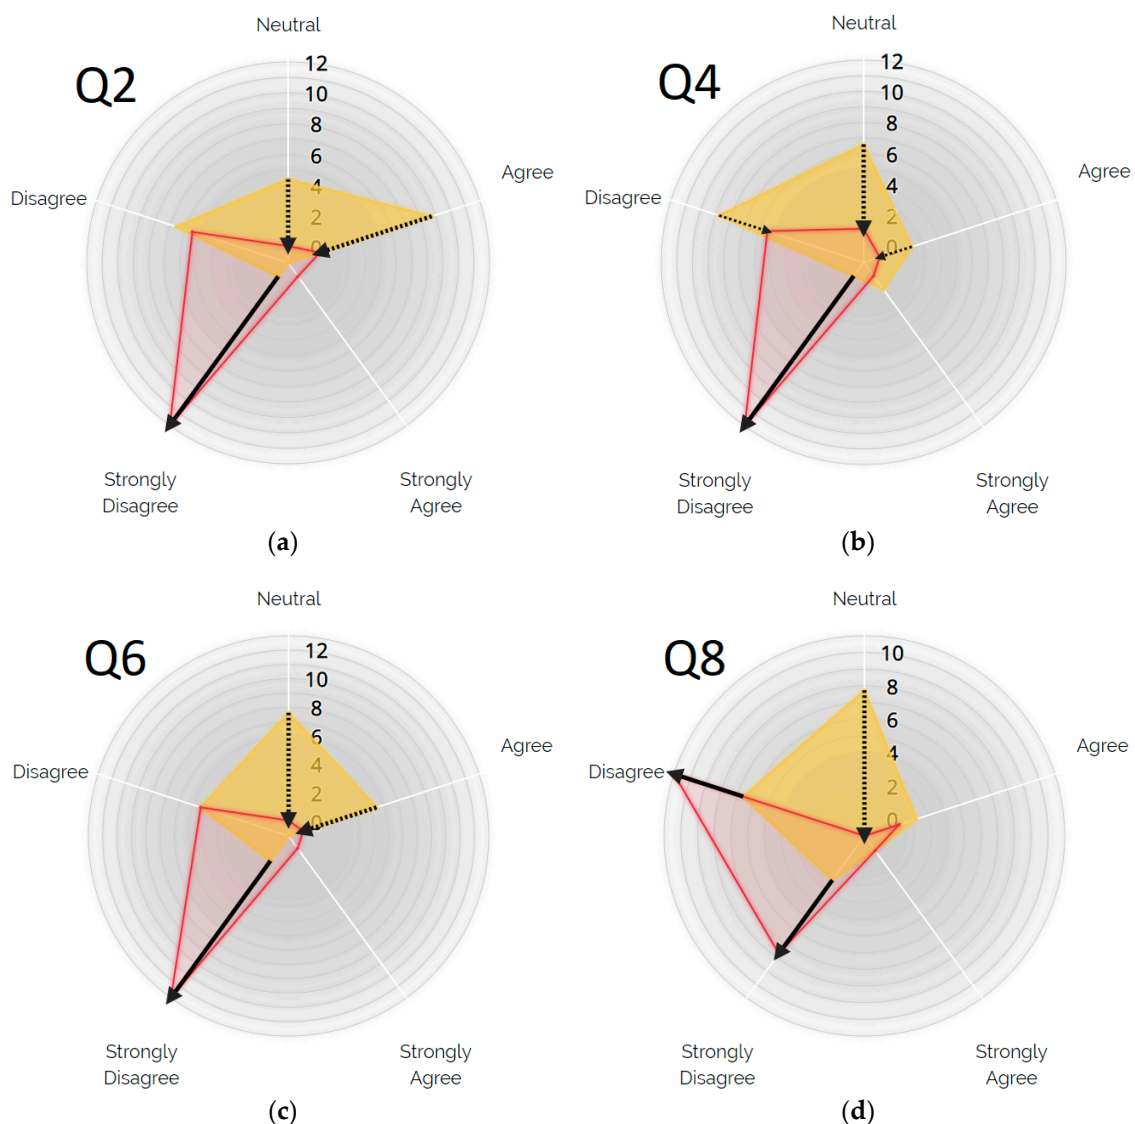 Neutral
Q2
12
10
8
6
4
2
0
Agree
Disagree
Strongly
Disagree
Strongly
Agree
(a)
Neutral
Q4
12
10
8
6
4
2
0
Agree
Disagree
Strongly
Disagree
Strongly
Agree
(b)
Neutral
Q6
12
10
8
6
4
2
0
Agree
Disagree
Strongly
Disagree
Strongly
Agree
(c)
Neutral
Q8
10
8
6
4
2
0
Agree
Disagree
Strongly
Disagree
Strongly
Agree
(d)